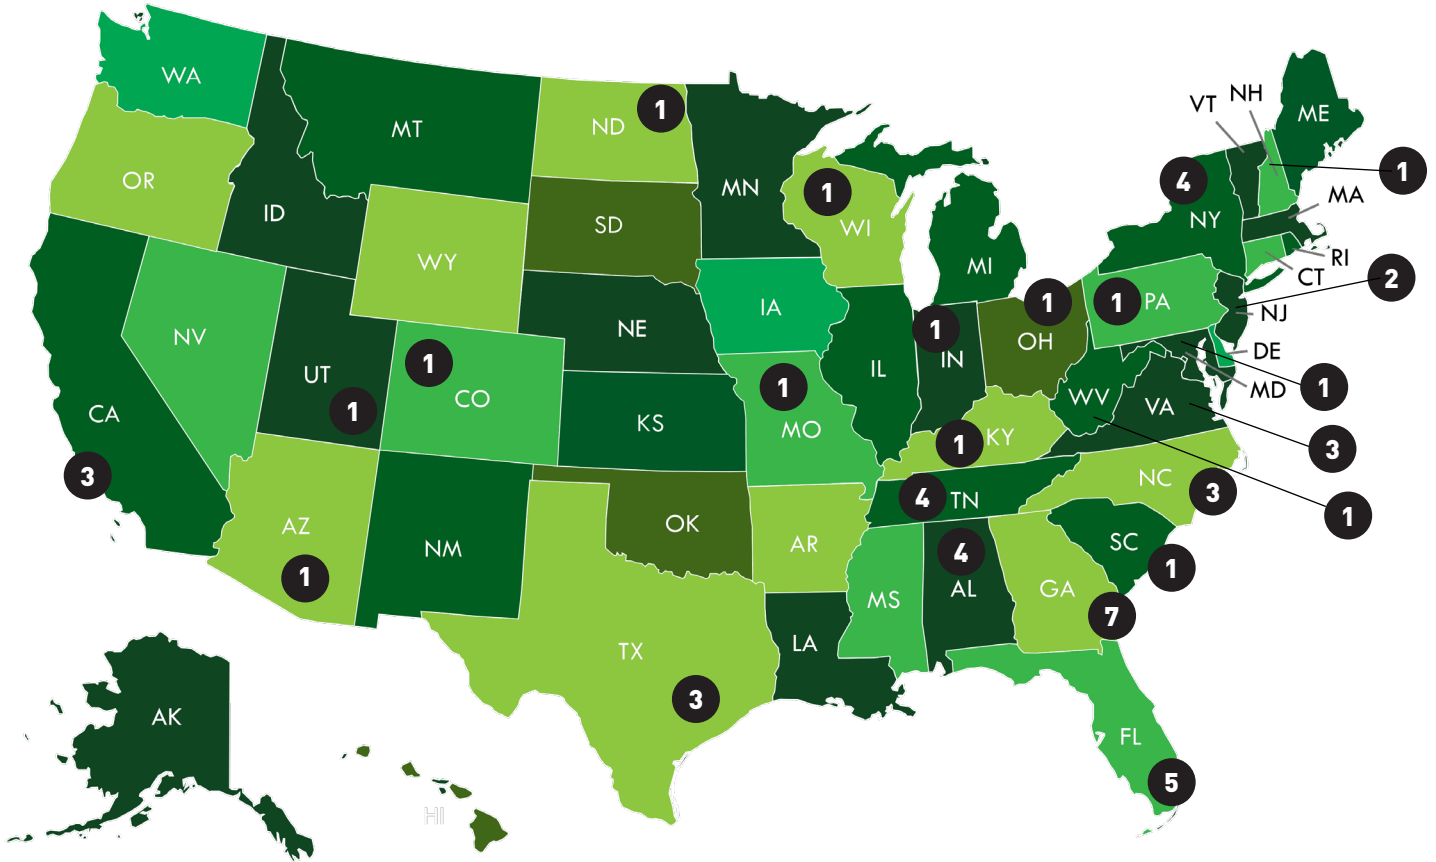 NH
VT
WA
ME
1
ND
MT
4
1
OR
MN
1
MA
ID
NY
SD
WI
RI
WY
MI
CT
2
1
1
PA
IA
NJ
1
NE
NV
OH
DE
IN
1
IL
UT
1
MD
1
CO
WV
1
VA
CA
KS
MO
KY
1
3
3
NC
4
TN
3
1
AZ
OK
NM
AR
SC
4
1
1
AL
GA
MS
7
LA
TX
3
AK
FL
5
HI